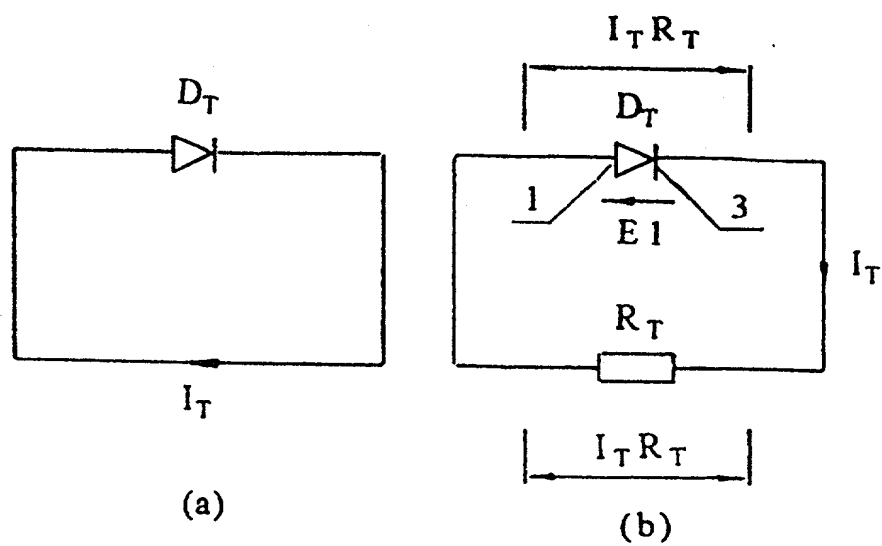 D_T
I_T
(a)
I_T R_T
D_T
1
3
E 1
I_T
R_T
I_T R_T
(b)